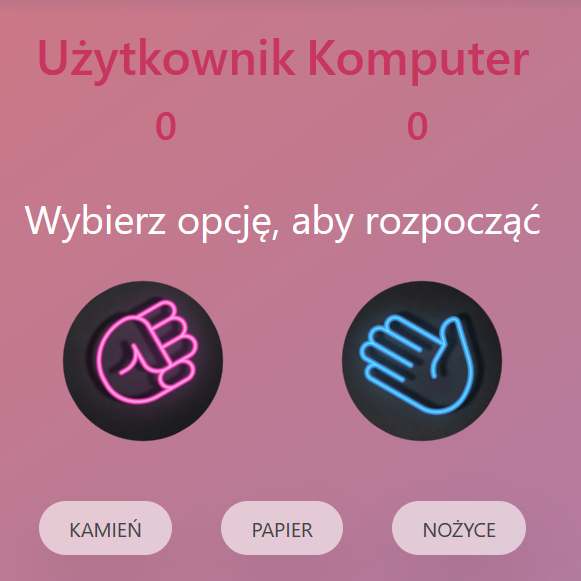 Użytkownik Komputer
0 0
Wybierz opcję, aby rozpocząć
KAMIEŃ PAPIER NOŻYCE